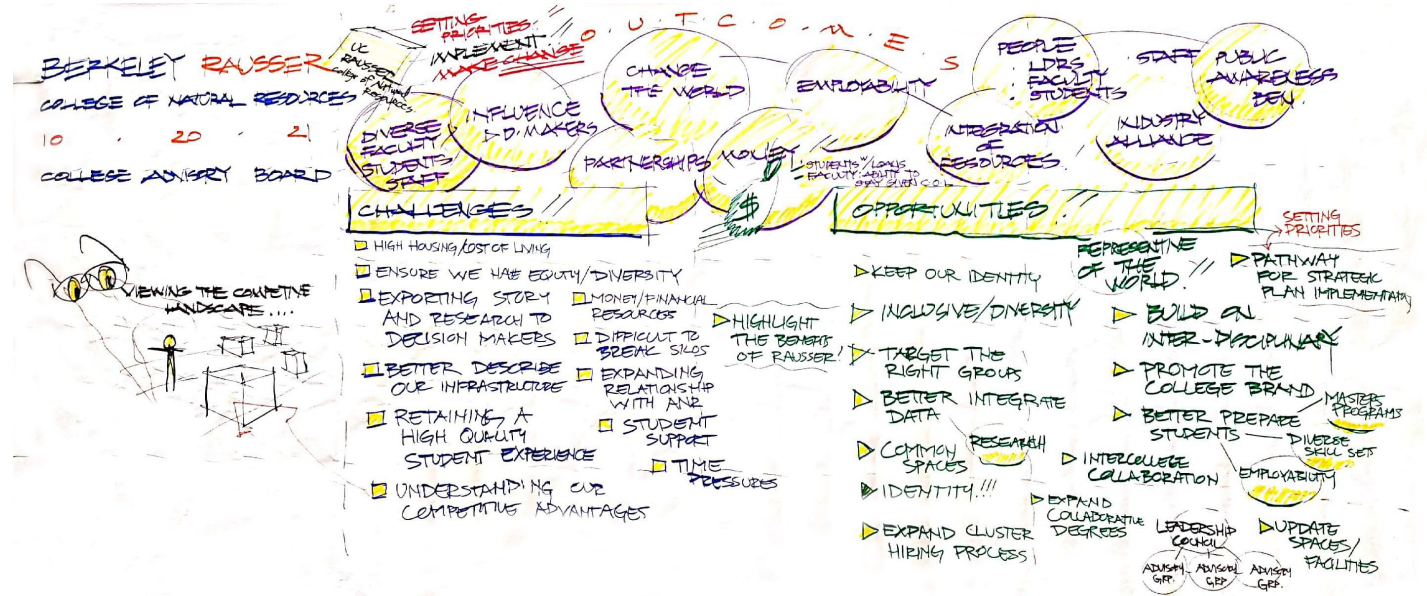 BERKELEY RAUSSER
COLLEGE OF NATURAL RESOURCES
10 . 20 . 21
COLLEGE ADVISORY BOARD
UC
RAUSSER
College of Natural
Resources
SETTING
PRIORITIES!!
IMPLEMENT
MAKE CHANGE
O.U.T.C.O.M.E S
DIVERSE
FACULTY/
STUDENTS
STAFF
INFLUENCE
D.MAKERS
CHANGE
THE WORLD
PARTNERSHIPS
MONEY
$
EMPLOYABILITY
! STUDENTS W/ LOANS
! FACULTY: ABILITY TO
STAY GIVEN C.O.L.
PEOPLE
. LDRS
. FACULTY
. STUDENTS
. STAFF
INTEGRATION
OF
RESOURCES
INDUSTRY
ALLIANCE
PUBLIC
AWARENESS
BEN.
VIEWING THE COMPETIVE
LANDSCAPE....
CHALLENGES!!
HIGH HOUSING/COST OF LIVING
ENSURE WE HAE EQUITY/DIVERSITY
EXPORTING STORY
AND RESEARCH TO
DECISION MAKERS
BETTER DESCRIBE
OUR INFRASTRUCTURE
RETAINING A
HIGH QUALITY
STUDENT EXPERIENCE
UNDERSTANDING OUR
COMPETITIVE ADVANTAGES
MONEY/FINANCIAL
RESOURCES
DIFFICULT TO
BREAK SILOS
EXPANDING
RELATIONSHIP
WITH ANR
STUDENT
SUPPORT
TIME
PRESSURES
HIGHLIGHT
THE BENEFITS
OF RAUSSER!
OPPORTUNITIES!!
KEEP OUR IDENTITY
INCLUSIVE/DIVERSITY
TARGET THE
RIGHT GROUPS
BETTER INTEGRATE
DATA
RESEARCH
COMMON
SPACES
IDENTITY!!!
EXPAND CLUSTER
HIRING PROCESS
REPRESENTIVE
OF THE
WORLD!!
SETTING
PRIORITIES
PATHWAY
FOR STRATEGIC
PLAN IMPLEMENTATION
BUILD ON
INTER-DISCIPLINARY
PROMOTE THE
COLLEGE BRAND
BETTER PREPARE
STUDENTS
MASTERS
PROGRAMS
DIVERSE
SKILL SETS
EMPLOYABILITY
INTERCOLLEGE
COLLABORATION
EXPAND
COLLABORATIVE
DEGREES
LEADERSHIP
COUNCIL
ADVISORY
GRP.
ADVISORY
GRP.
ADVISORY
GRP.
UPDATE
SPACES/
FACILITIES